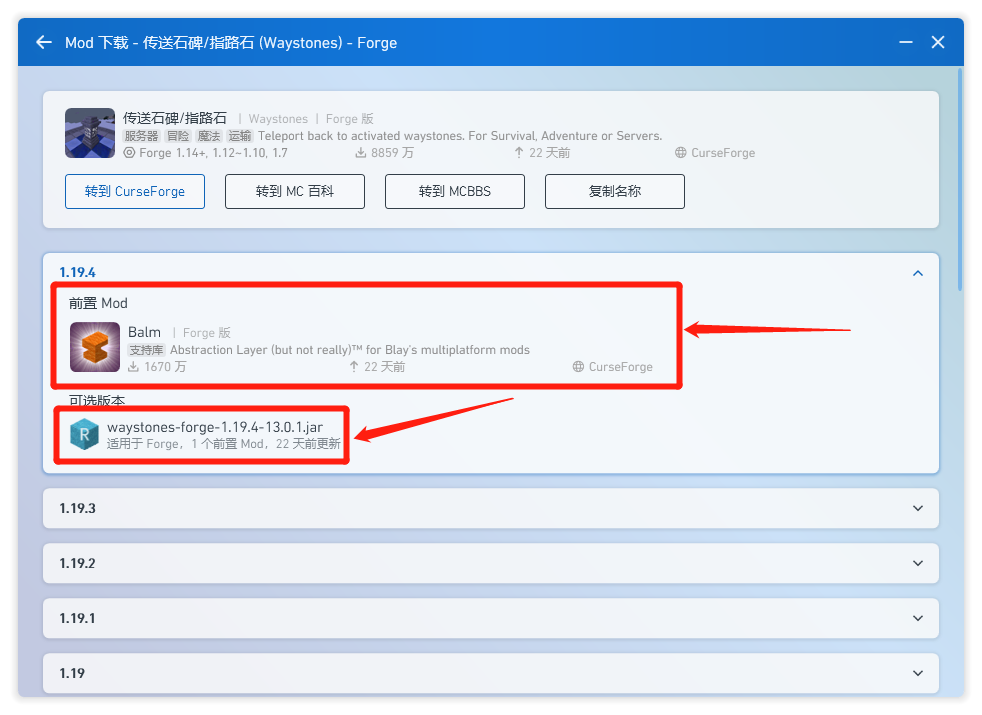 Mod 下载 - 传送石碑/指路石 (Waystones) - Forge
传送石碑/指路石 | Waystones | Forge 版
服务器 冒险 魔法 运输 Teleport back to activated waystones. For Survival, Adventure or Servers.
Forge 1.14+, 1.12~1.10, 1.7 8859 万 22 天前 CurseForge
转到 CurseForge 转到 MC 百科 转到 MCBBS 复制名称
1.19.4
前置 Mod
Balm | Forge 版
支持库 Abstraction Layer (but not really)™ for Blay's multiplatform mods
1670 万 22 天前 CurseForge
可选版本
R
waystones-forge-1.19.4-13.0.1.jar
适用于 Forge，1 个前置 Mod，22 天前更新
1.19.3
1.19.2
1.19.1
1.19